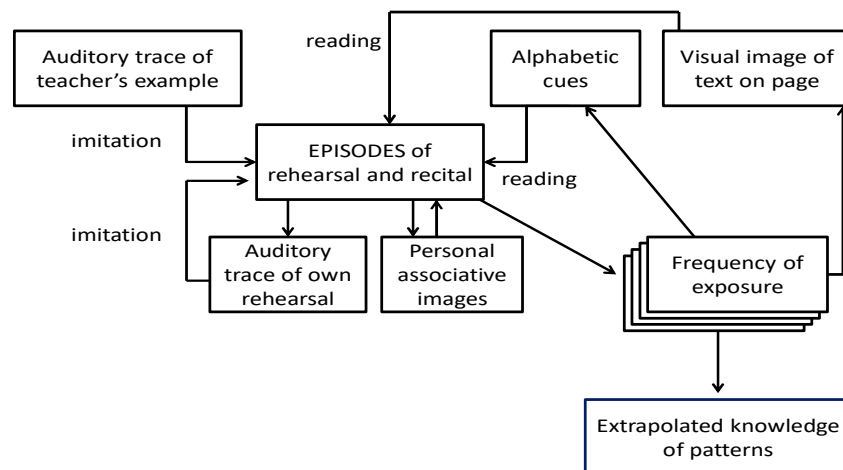 reading
Auditory trace of
teacher’s example
Alphabetic
cues
Visual image of
text on page
imitation
EPISODES of
rehearsal and recital
reading
imitation
Auditory
trace of own
rehearsal
Personal
associative
images
Frequency of
exposure
Extrapolated knowledge
of patterns